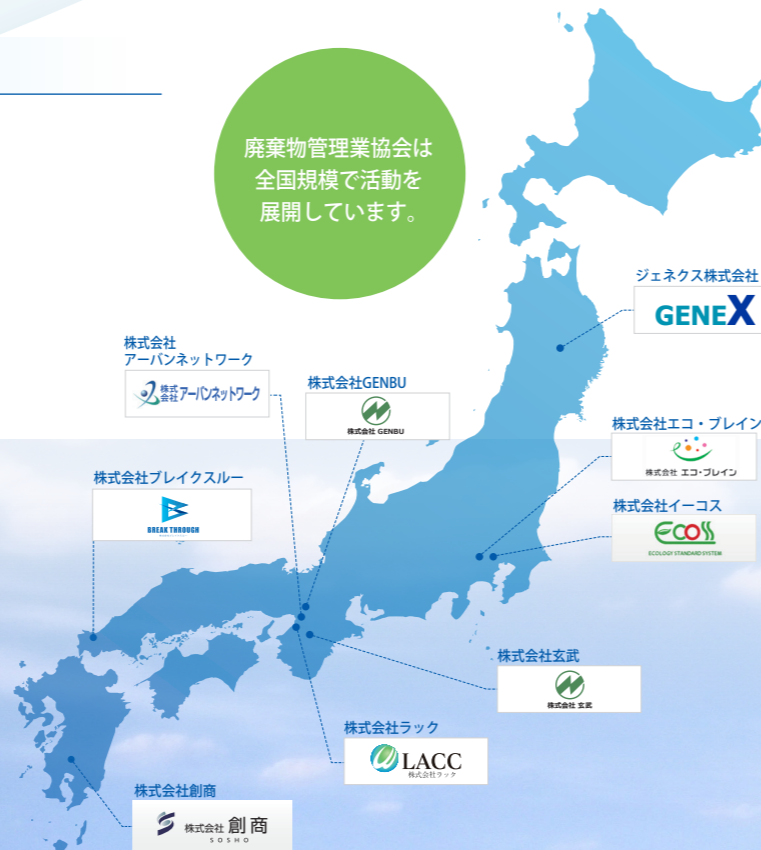 廃棄物管理業協会は
全国規模で活動を
展開しています。
ジェネクス株式会社
GENEX
株式会社
アーバンネットワーク
株式
会社 アーバンネットワーク
株式会社GENBU
株式会社 GENBU
株式会社エコ・ブレイン
株式会社 エコ・ブレイン
株式会社ブレイクスルー
BREAK THROUGH
株式会社イーコス
ECOSS
ECOLOGY STANDARD SYSTEM
株式会社玄武
株式会社 玄武
株式会社ラック
LACC
株式会社ラック
株式会社創商
株式会社 創商
SOSHO